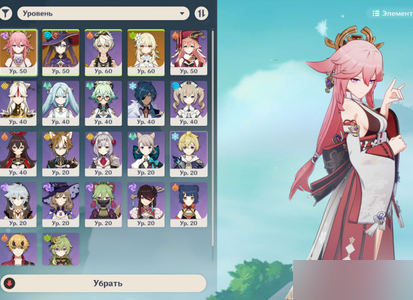 Уровень
Элемент
Ур. 50 Ур. 50 Ур. 60 Ур. 60 Ур. 50
Ур. 40 Ур. 40 Ур. 40 Ур. 40 Ур. 40
Ур. 40 Ур. 20 Ур. 20 Ур. 20 Ур. 20
Ур. 20 Ур. 20 Ур. 20 Ур. 20 Ур. 20
Убрать